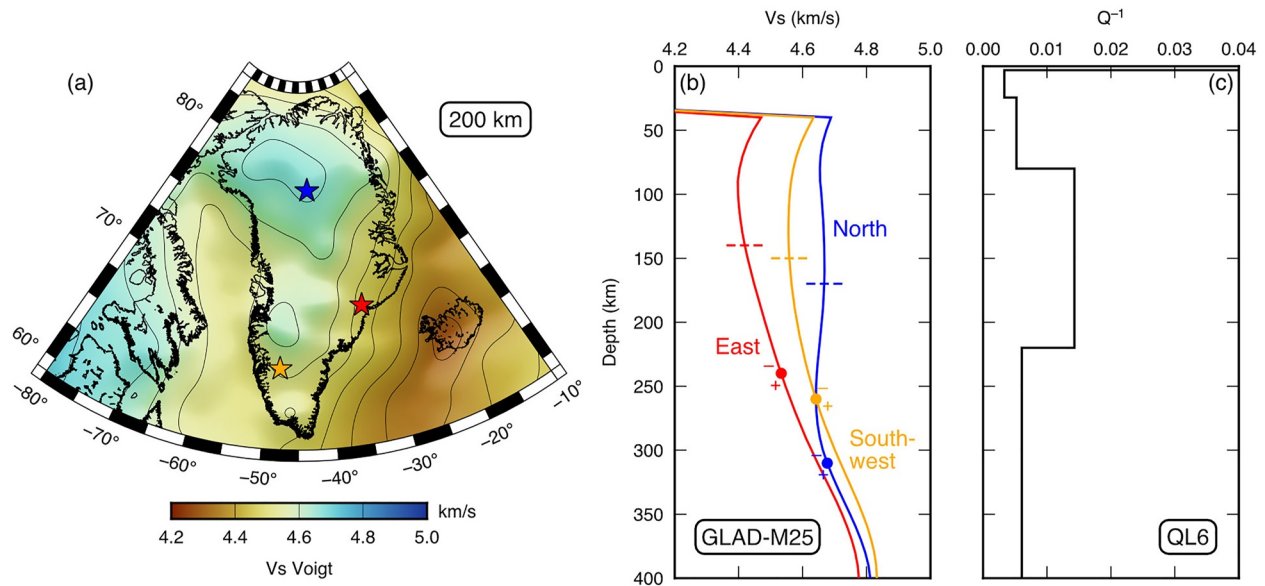 (a)
200 km
80°
70°
60°
−80°
−70°
−60°
−50°
−40°
−30°
−20°
−10°
km/s
4.2 4.4 4.6 4.8 5.0
Vs Voigt
Vs (km/s)
4.2 4.4 4.6 4.8 5.0
(b)
Depth (km)
0
50
100
150
200
250
300
350
400
North
East
−
+
−
+
South-
west
−
+
GLAD-M25
Q⁻¹
0.00 0.01 0.02 0.03 0.04
(c)
QL6